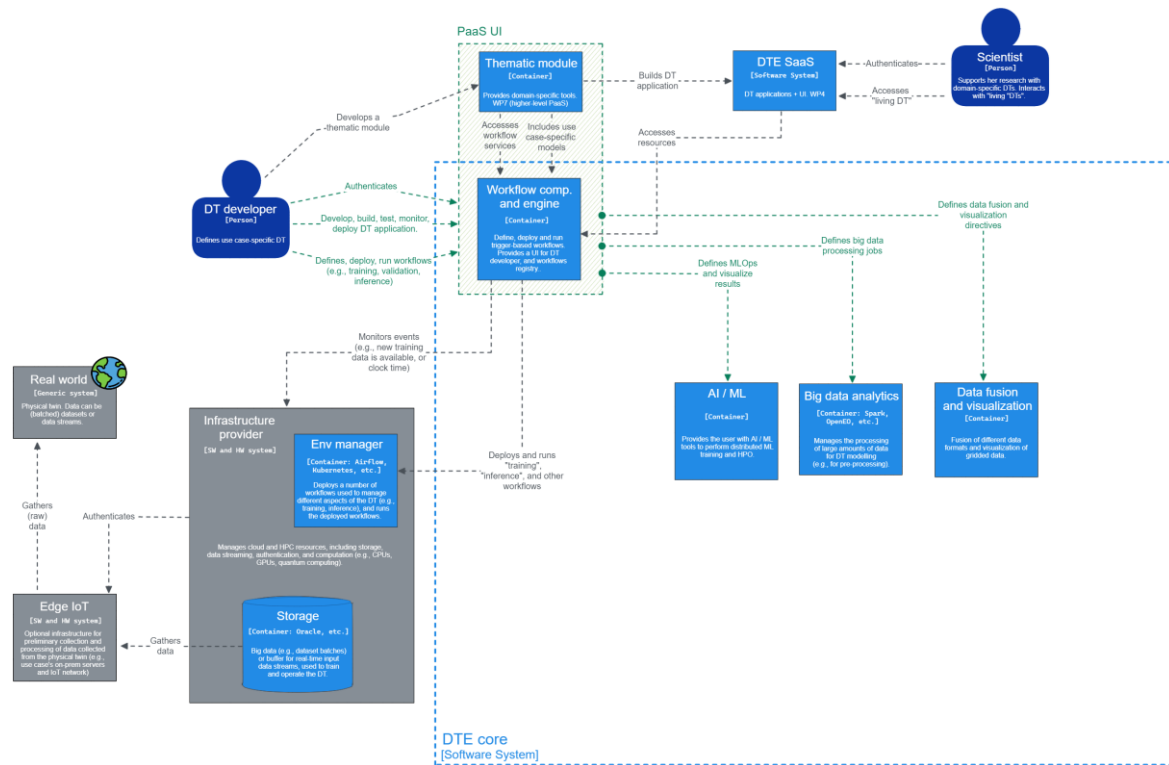 PaaS UI
Thematic module
[Container]
Provides domain-specific tools.
WP7 (higher-level PaaS)
Builds DT
application
DTE SaaS
[Software System]
DT applications + UI. WP4
Authenticates
Accesses
"living DT"
Scientist
[Person]
Supports her research with
domain-specific DTs. Interacts
with "living "DTs".
Develops a
-thematic module
Accesses
workflow
services
Includes use
case-specific
models
Accesses
resources
DT developer
[Person]
Defines use case-specific DT
Authenticates
Develop, build, test, monitor,
deploy DT application.
Defines, deploy, run workflows
(e.g., training, validation,
inference)
Workflow comp.
and engine
[Container]
Define, deploy and run
trigger-based workflows.
Provides a UI for DT
developer, and workflows
registry.
Defines data fusion and
visualization
directives
Defines big data
processing jobs
Defines MLOps
and visualize
results
Monitors events
(e.g., new training
data is available, or
clock time)
Real world
[Generic system]
Physical twin. Data can be
(batched) datasets or
data streams.
Infrastructure
provider
[SW and HW system]
Env manager
[Container: Airflow,
Kubernetes, etc.]
Deploys a number of
workflows used to manage
different aspects of the DT (e.g.,
training, inference), and runs
the deployed workflows.
Deploys and runs
"training",
"inference", and other
workflows
AI / ML
[Container]
Provides the user with AI / ML
tools to perform distributed ML
training and HPO.
Big data analytics
[Container: Spark,
OpenEO, etc.]
Manages the processing
of large amounts of data
for DT modelling
(e.g., for pre-processing).
Data fusion
and visualization
[Container]
Fusion of different data
formats and visualization of
gridded data.
Gathers
(raw)
data
Authenticates
Manages cloud and HPC resources, including storage,
data streaming, authentication, and computation (e.g., CPUs,
GPUs, quantum computing).
Edge IoT
[SW and HW system]
Optional infrastructure for
preliminary collection and
processing of data collected
from the physical twin (e.g.,
use case's on-prem servers
and IoT network)
Gathers
data
Storage
[Container: Oracle, etc.]
Big data (e.g., dataset batches)
or buffer for real-time input
data streams, used to train
and operate the DT.
DTE core
[Software System]